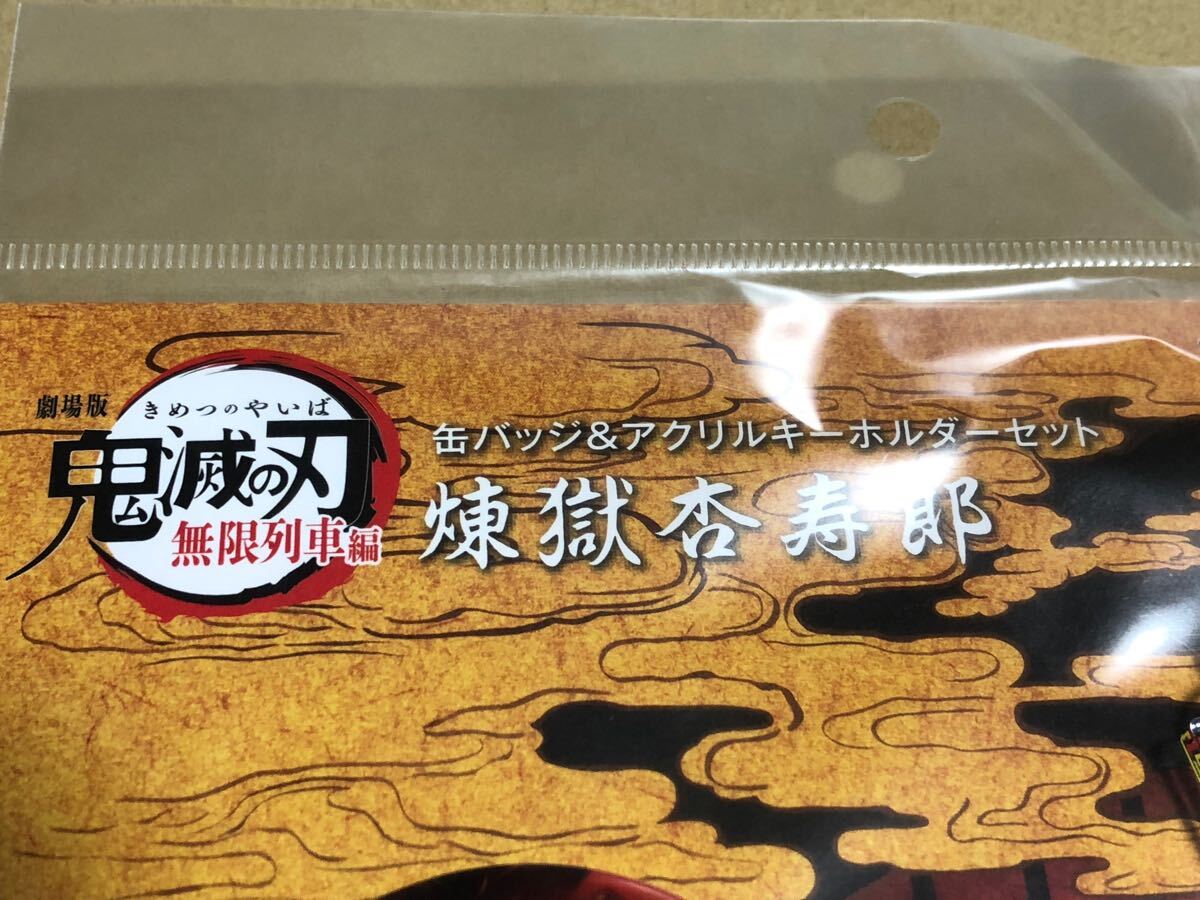 劇場版
きめつのやいば
鬼滅の刃
無限列車編
缶バッジ&アクリルキーホルダーセット
煉獄杏寿郎